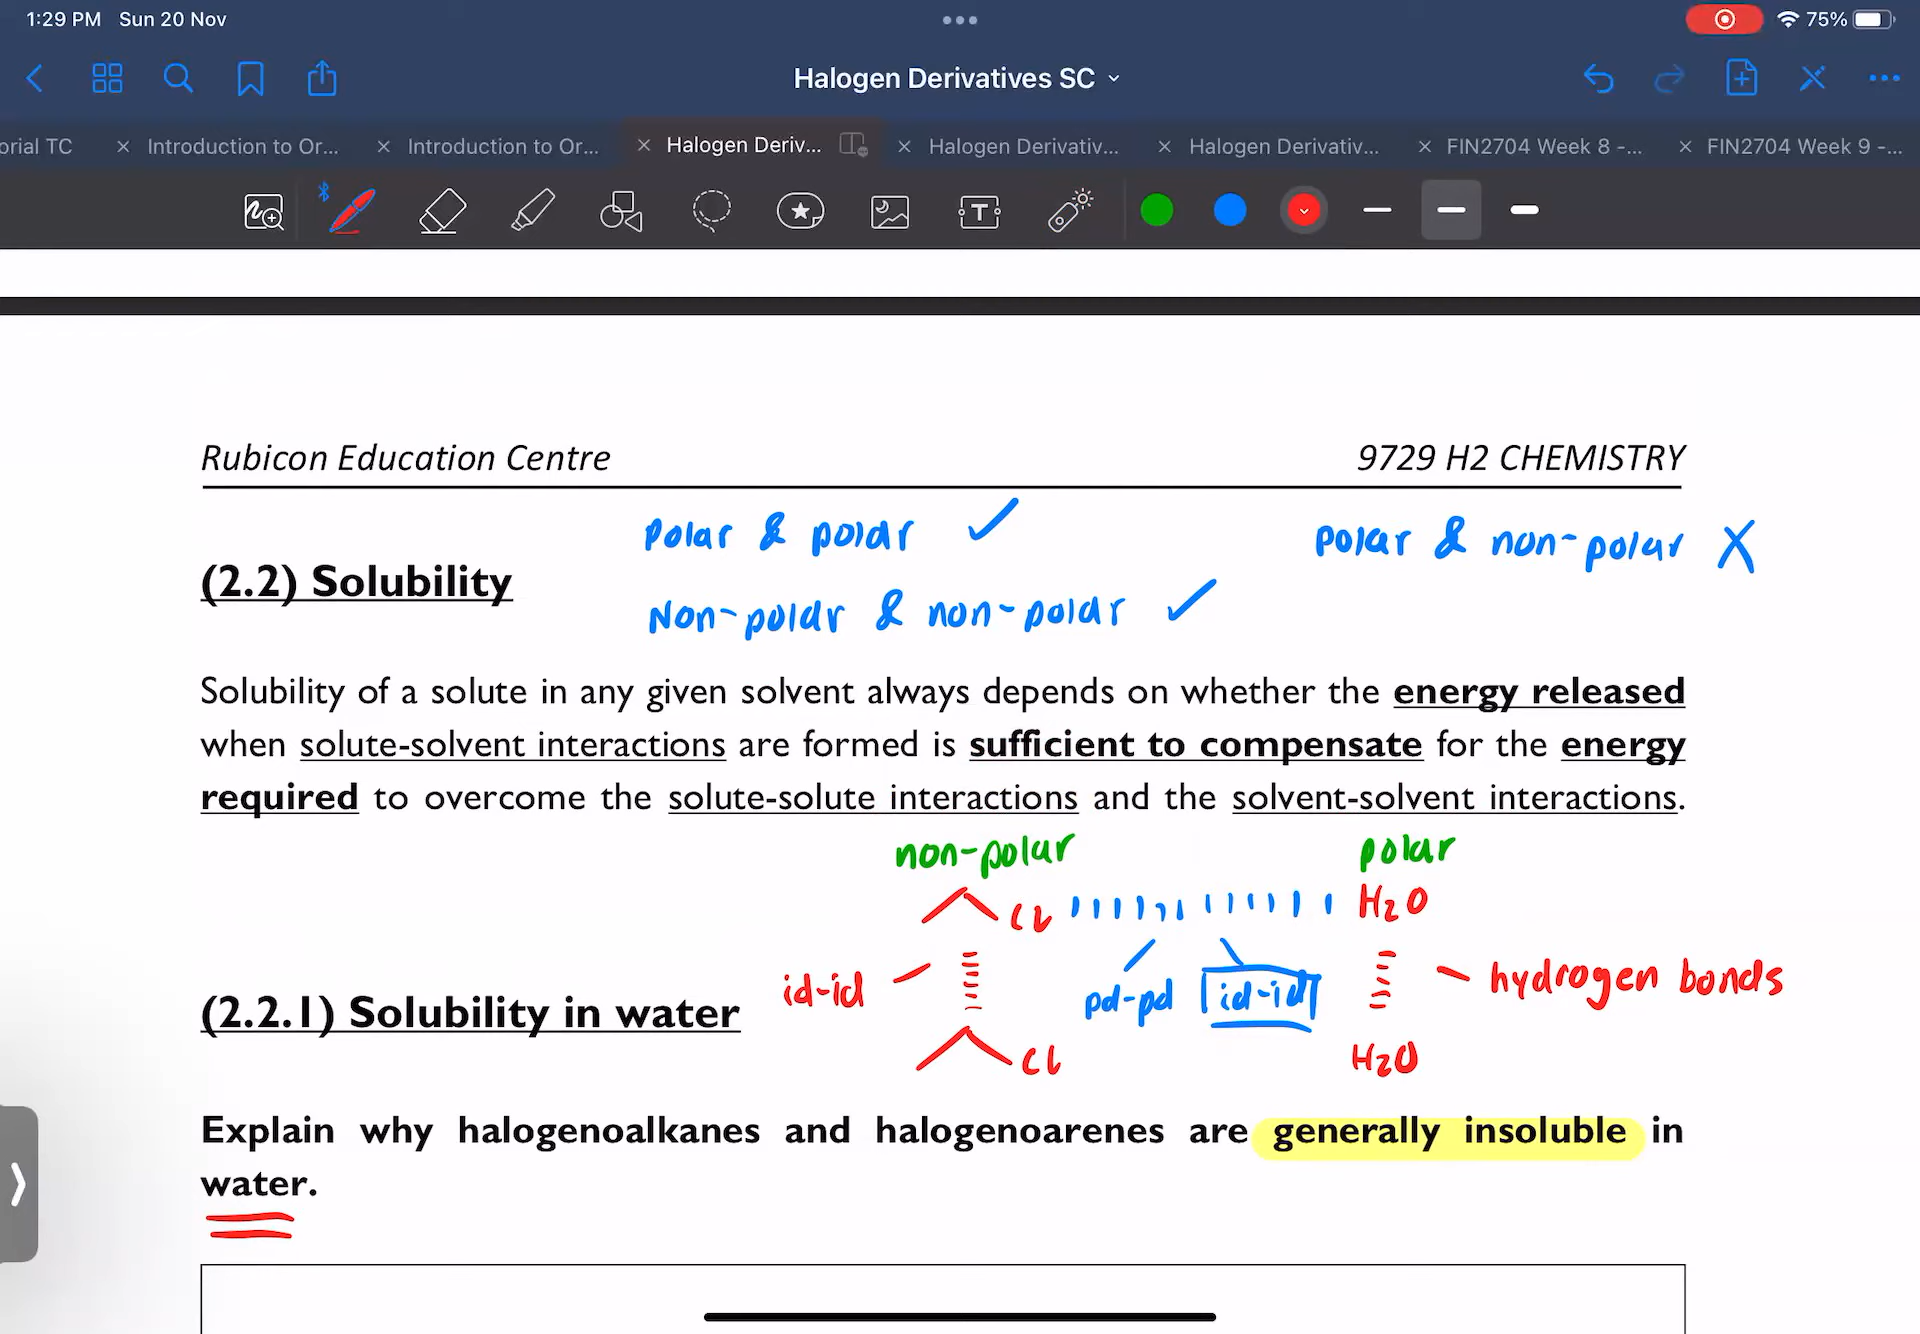 1:29 PM Sun 20 Nov
75%
Halogen Derivatives SC
orial TC
Introduction to Or...
Introduction to Or...
Halogen Deriv...
Halogen Derivativ...
Halogen Derivativ...
FIN2704 Week 8 -...
FIN2704 Week 9 -...
T
Rubicon Education Centre
9729 H2 CHEMISTRY
Polar & polar ✓
polar & non-polar X
(2.2) Solubility
Non-polar & non-polar ✓
Solubility of a solute in any given solvent always depends on whether the energy released
when solute-solvent interactions are formed is sufficient to compensate for the energy
required to overcome the solute-solute interactions and the solvent-solvent interactions.
non-polar
polar
Cl
H2O
id-id
pd-pd
id-id
hydrogen bonds
(2.2.1) Solubility in water
Cl
H2O
Explain why halogenoalkanes and halogenoarenes are generally insoluble in
water.